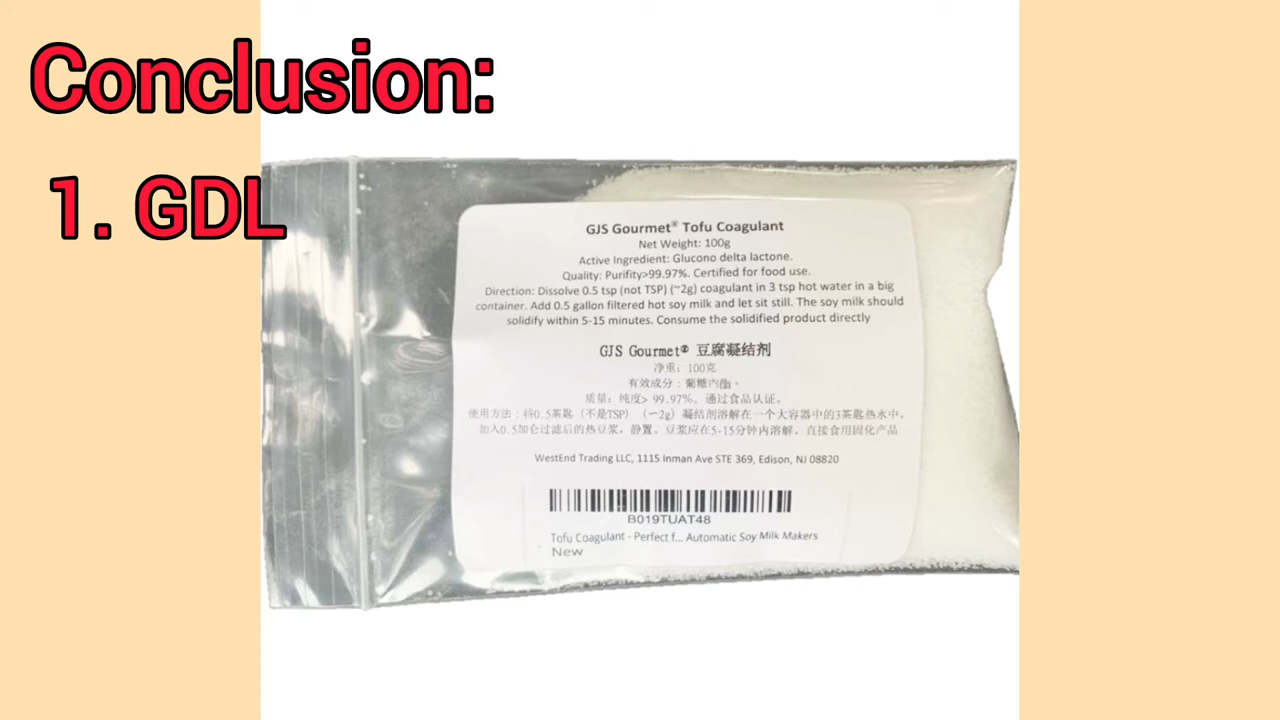 Conclusion:
1. GDL
GJS Gourmet® Tofu Coagulant
Net Weight: 100g
Active Ingredient: Glucono delta lactone.
Quality: Purifity>99.97%. Certified for food use.
Direction: Dissolve 0.5 tsp (not TSP) (~2g) coagulant in 3 tsp hot water in a big
container. Add 0.5 gallon filtered hot soy milk and let sit still. The soy milk should
solidify within 5-15 minutes. Consume the solidified product directly
GJS Gourmet® 豆腐凝结剂
净重：100克
有效成分：葡糖内酯。
质量：纯度> 99.97%。通过食品认证。
使用方法：将0.5茶匙（不是TSP）（一2g）凝结剂溶解在一个大容器中的3茶匙热水中。
加入0.5加仑过滤后的热豆浆。静置。豆浆应在5-15分钟内溶解。直接食用固化产品
WestEnd Trading LLC, 1115 Inman Ave STE 369, Edison, NJ 08820
B019TUAT48
Tofu Coagulant - Perfect f... Automatic Soy Milk Makers
New